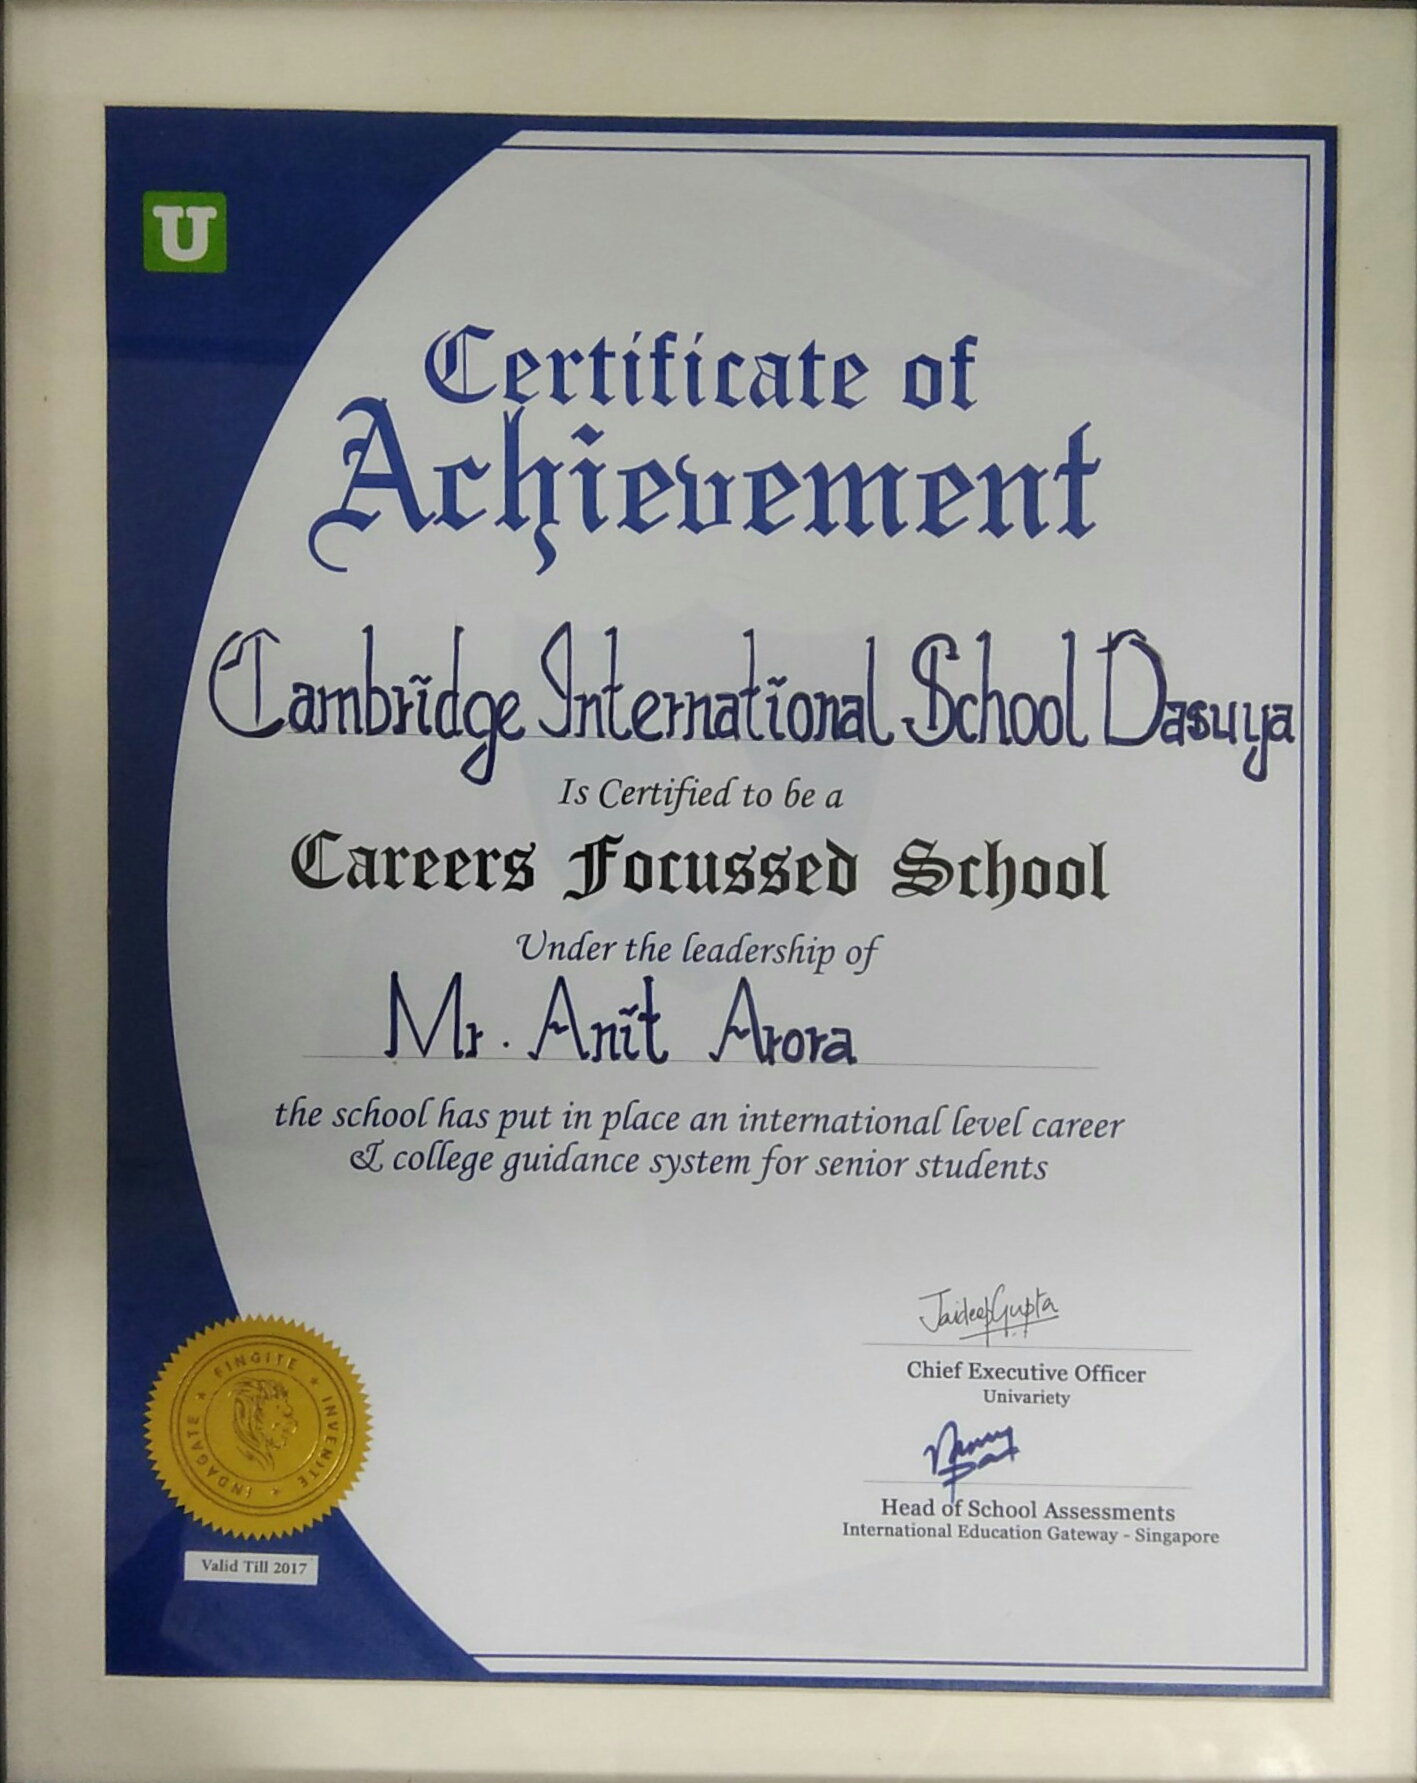 U
Certificate of
Achievement
Cambridge International School Dasuya
Is Certified to be a
Careers Focussed School
Under the leadership of
Mr. Anit Arora
the school has put in place an international level career
& college guidance system for senior students
Jaideep Gupta
Chief Executive Officer
Univariety
Head of School Assessments
International Education Gateway - Singapore
FINGITE ★ INVENITE ★ ENDAGATE ★
Valid Till 2017